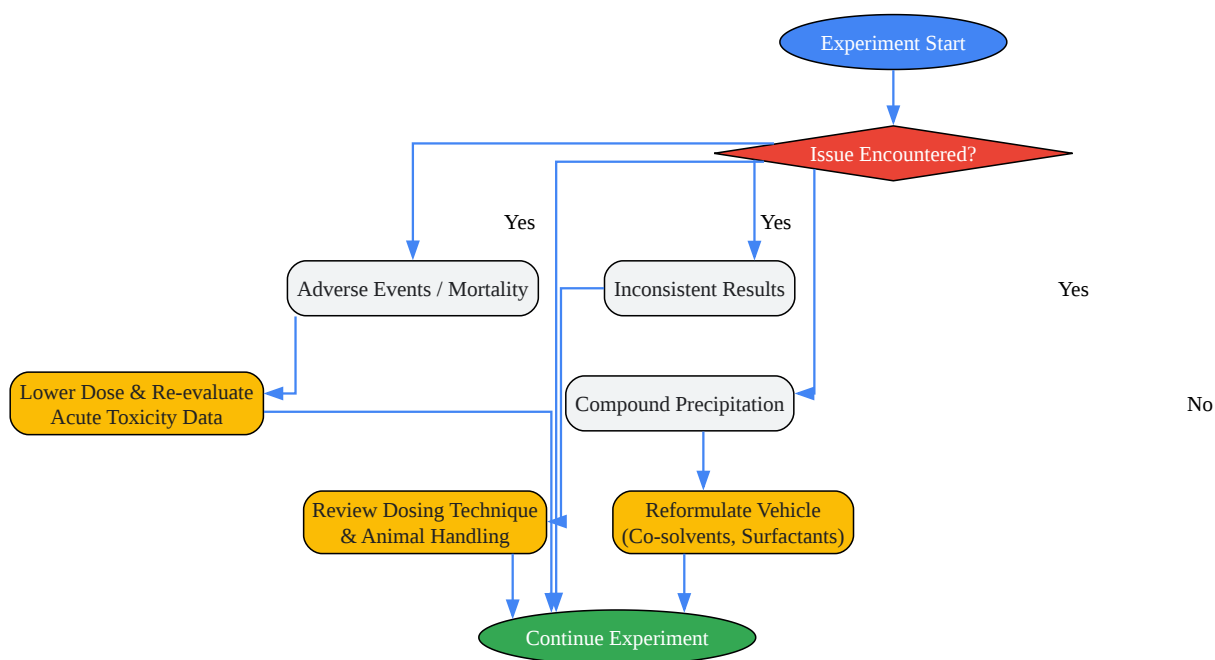 Experiment Start
Issue Encountered?
Yes
Yes
Adverse Events / Mortality
Inconsistent Results
Yes
Lower Dose & Re-evaluate
Acute Toxicity Data
Compound Precipitation
No
Review Dosing Technique
& Animal Handling
Reformulate Vehicle
(Co-solvents, Surfactants)
Continue Experiment